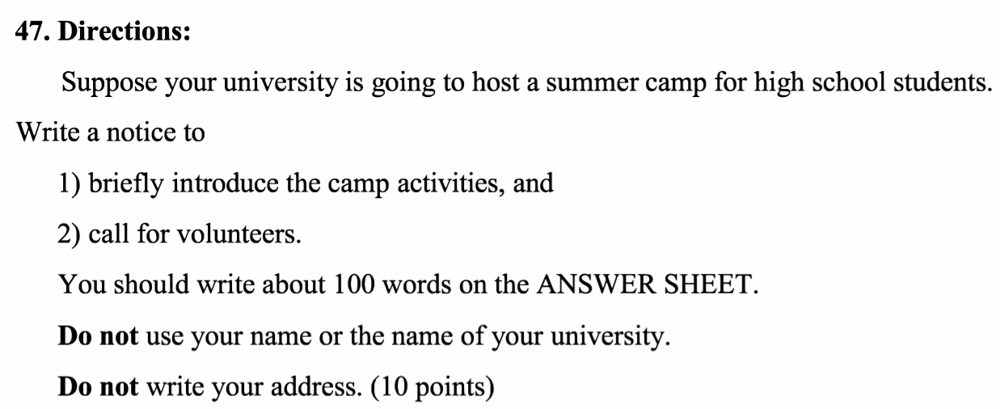 47. Directions:
Suppose your university is going to host a summer camp for high school students.
Write a notice to
1) briefly introduce the camp activities, and
2) call for volunteers.
You should write about 100 words on the ANSWER SHEET.
Do not use your name or the name of your university.
Do not write your address. (10 points)